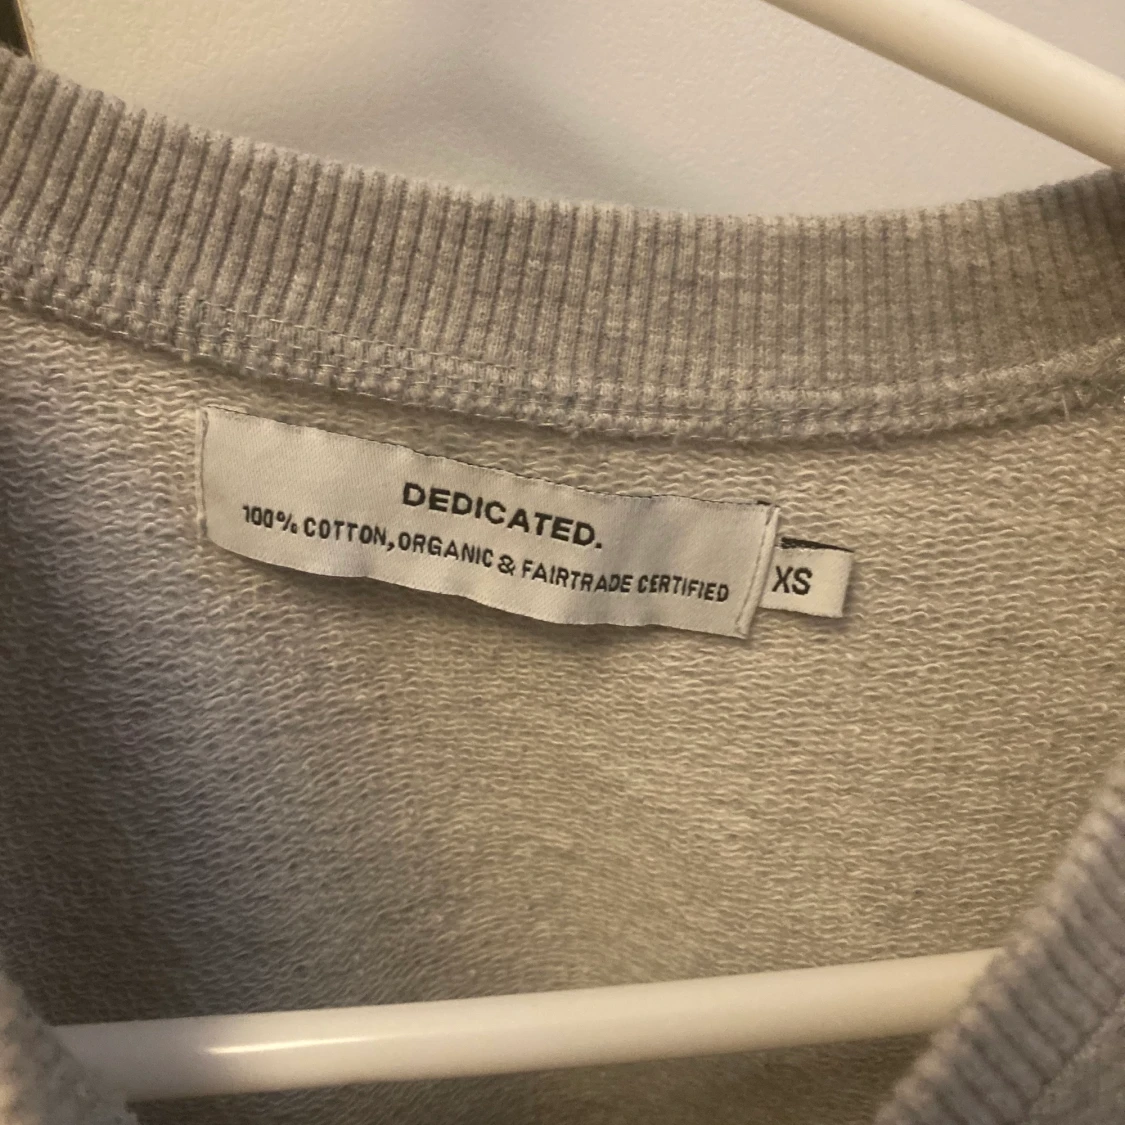 DEDICATED.
100% COTTON, ORGANIC & FAIRTRADE CERTIFIED
XS